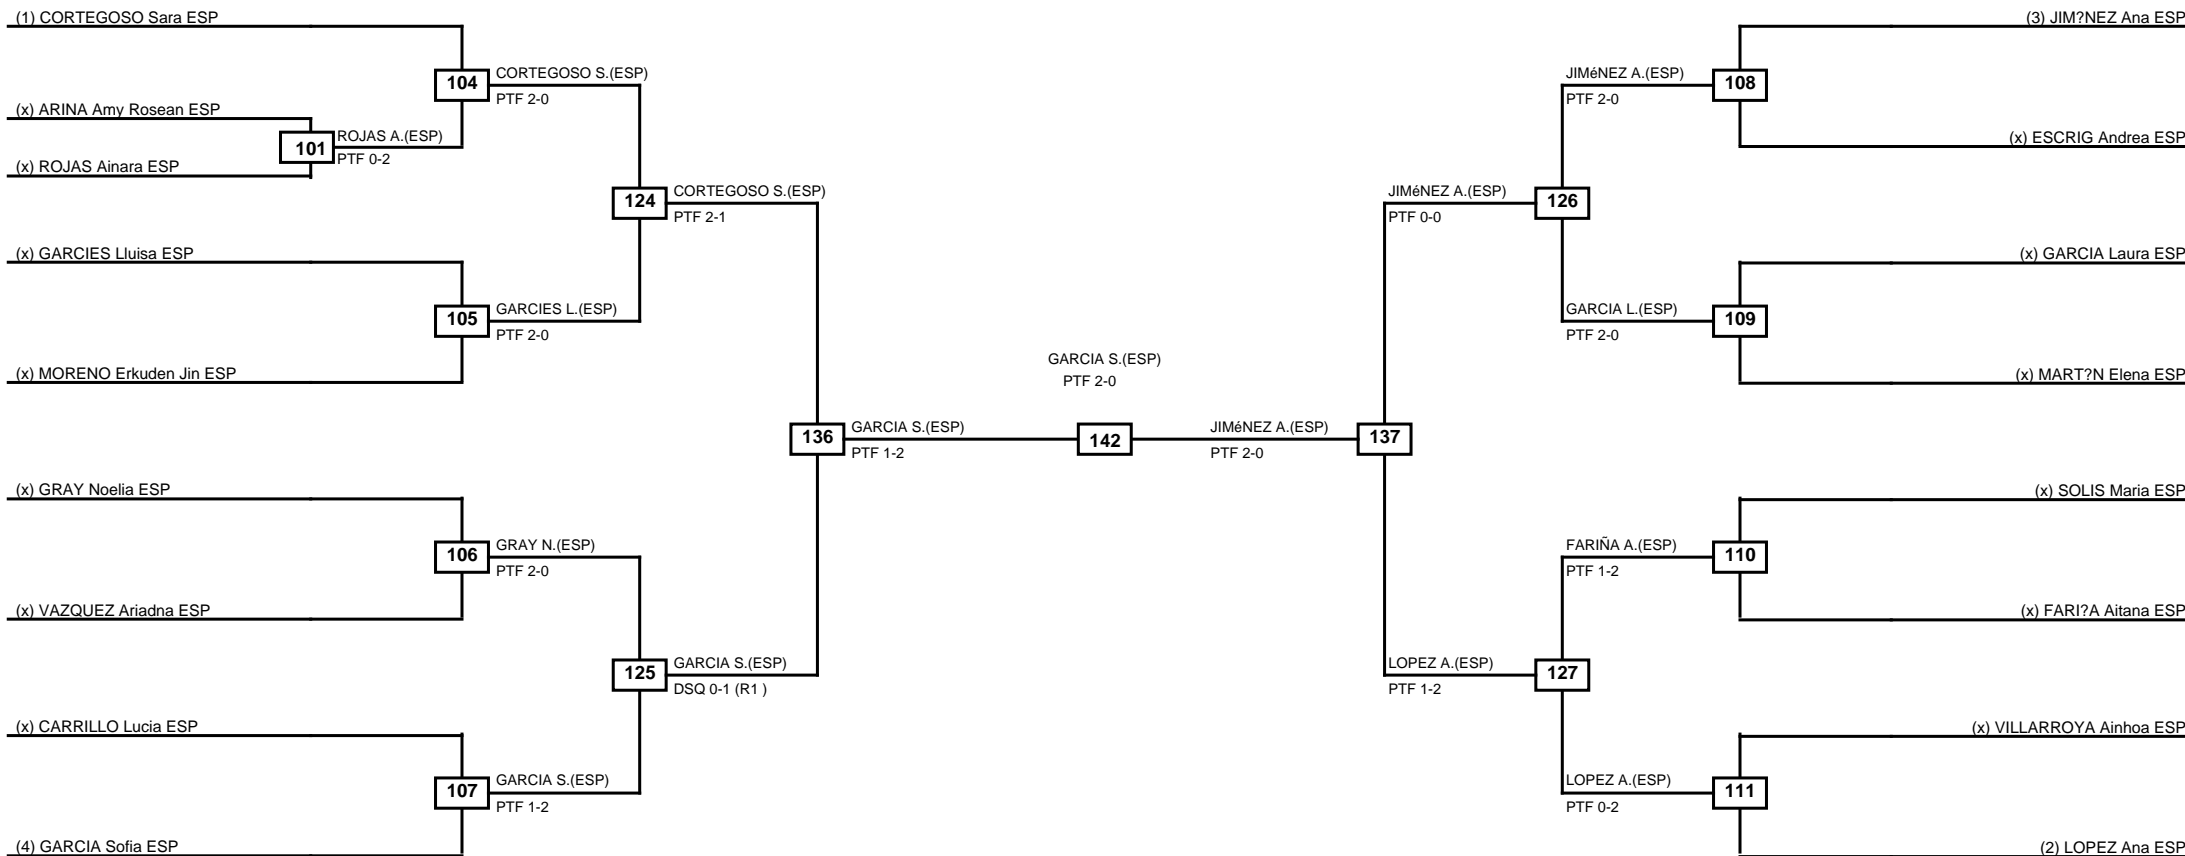 (1) CORTEGOSO Sara ESP
(3) JIM?NEZ Ana ESP
104
CORTEGOSO S.(ESP)
PTF 2-0
JIMéNEZ A.(ESP)
PTF 2-0
108
(x) ARINA Amy Rosean ESP
101
ROJAS A.(ESP)
PTF 0-2
(x) ROJAS Ainara ESP
(x) ESCRIG Andrea ESP
124
CORTEGOSO S.(ESP)
PTF 2-1
JIMéNEZ A.(ESP)
PTF 0-0
126
(x) GARCIES Lluisa ESP
(x) GARCIA Laura ESP
105
GARCIES L.(ESP)
PTF 2-0
GARCIA L.(ESP)
PTF 2-0
109
(x) MORENO Erkuden Jin ESP
GARCIA S.(ESP)
PTF 2-0
(x) MART?N Elena ESP
136
GARCIA S.(ESP)
PTF 1-2
142
JIMéNEZ A.(ESP)
PTF 2-0
137
(x) GRAY Noelia ESP
(x) SOLIS Maria ESP
106
GRAY N.(ESP)
PTF 2-0
FARIÑA A.(ESP)
PTF 1-2
110
(x) VAZQUEZ Ariadna ESP
(x) FARI?A Aitana ESP
125
GARCIA S.(ESP)
DSQ 0-1 (R1 )
LOPEZ A.(ESP)
PTF 1-2
127
(x) CARRILLO Lucia ESP
(x) VILLARROYA Ainhoa ESP
107
GARCIA S.(ESP)
PTF 1-2
LOPEZ A.(ESP)
PTF 0-2
111
(4) GARCIA Sofia ESP
(2) LOPEZ Ana ESP